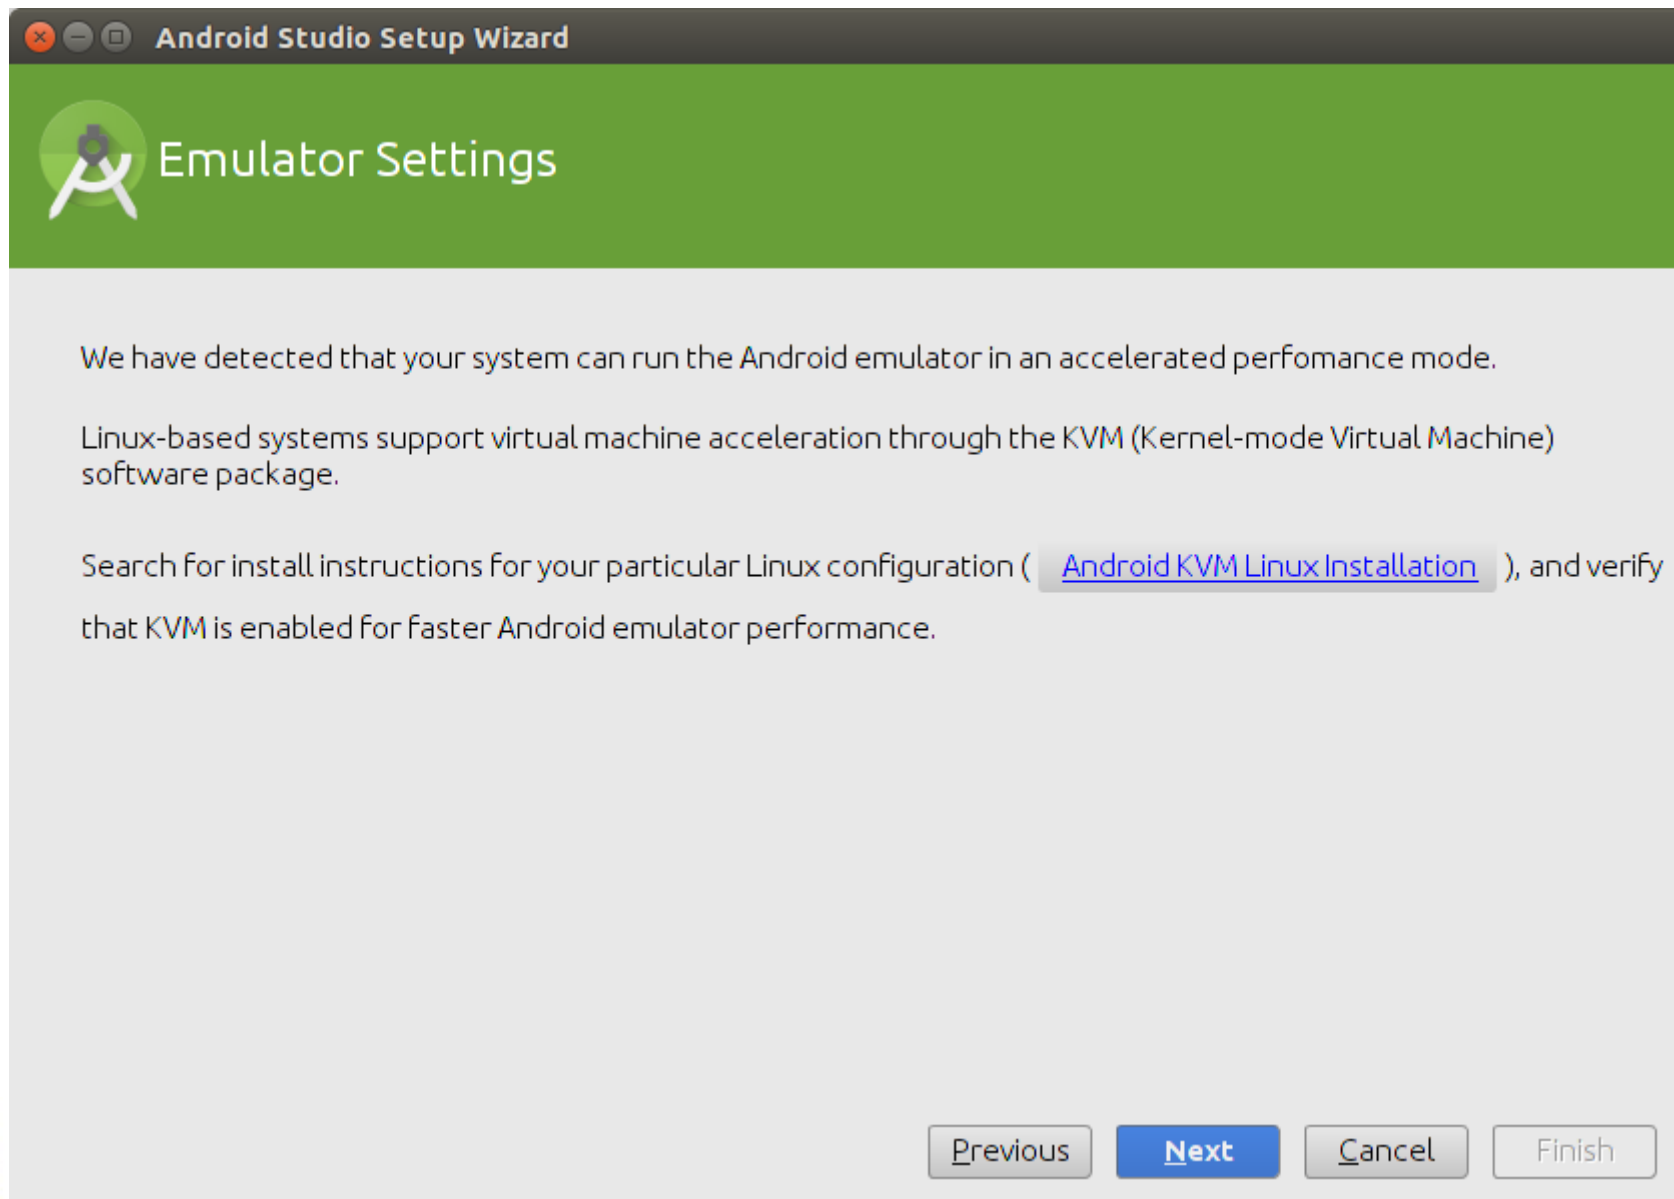 Android Studio Setup Wizard
Emulator Settings
We have detected that your system can run the Android emulator in an accelerated perfomance mode.
Linux-based systems support virtual machine acceleration through the KVM (Kernel-mode Virtual Machine)
software package.
Search for install instructions for your particular Linux configuration ( Android KVM Linux Installation ), and verify
that KVM is enabled for faster Android emulator performance.
Previous Next Cancel Finish